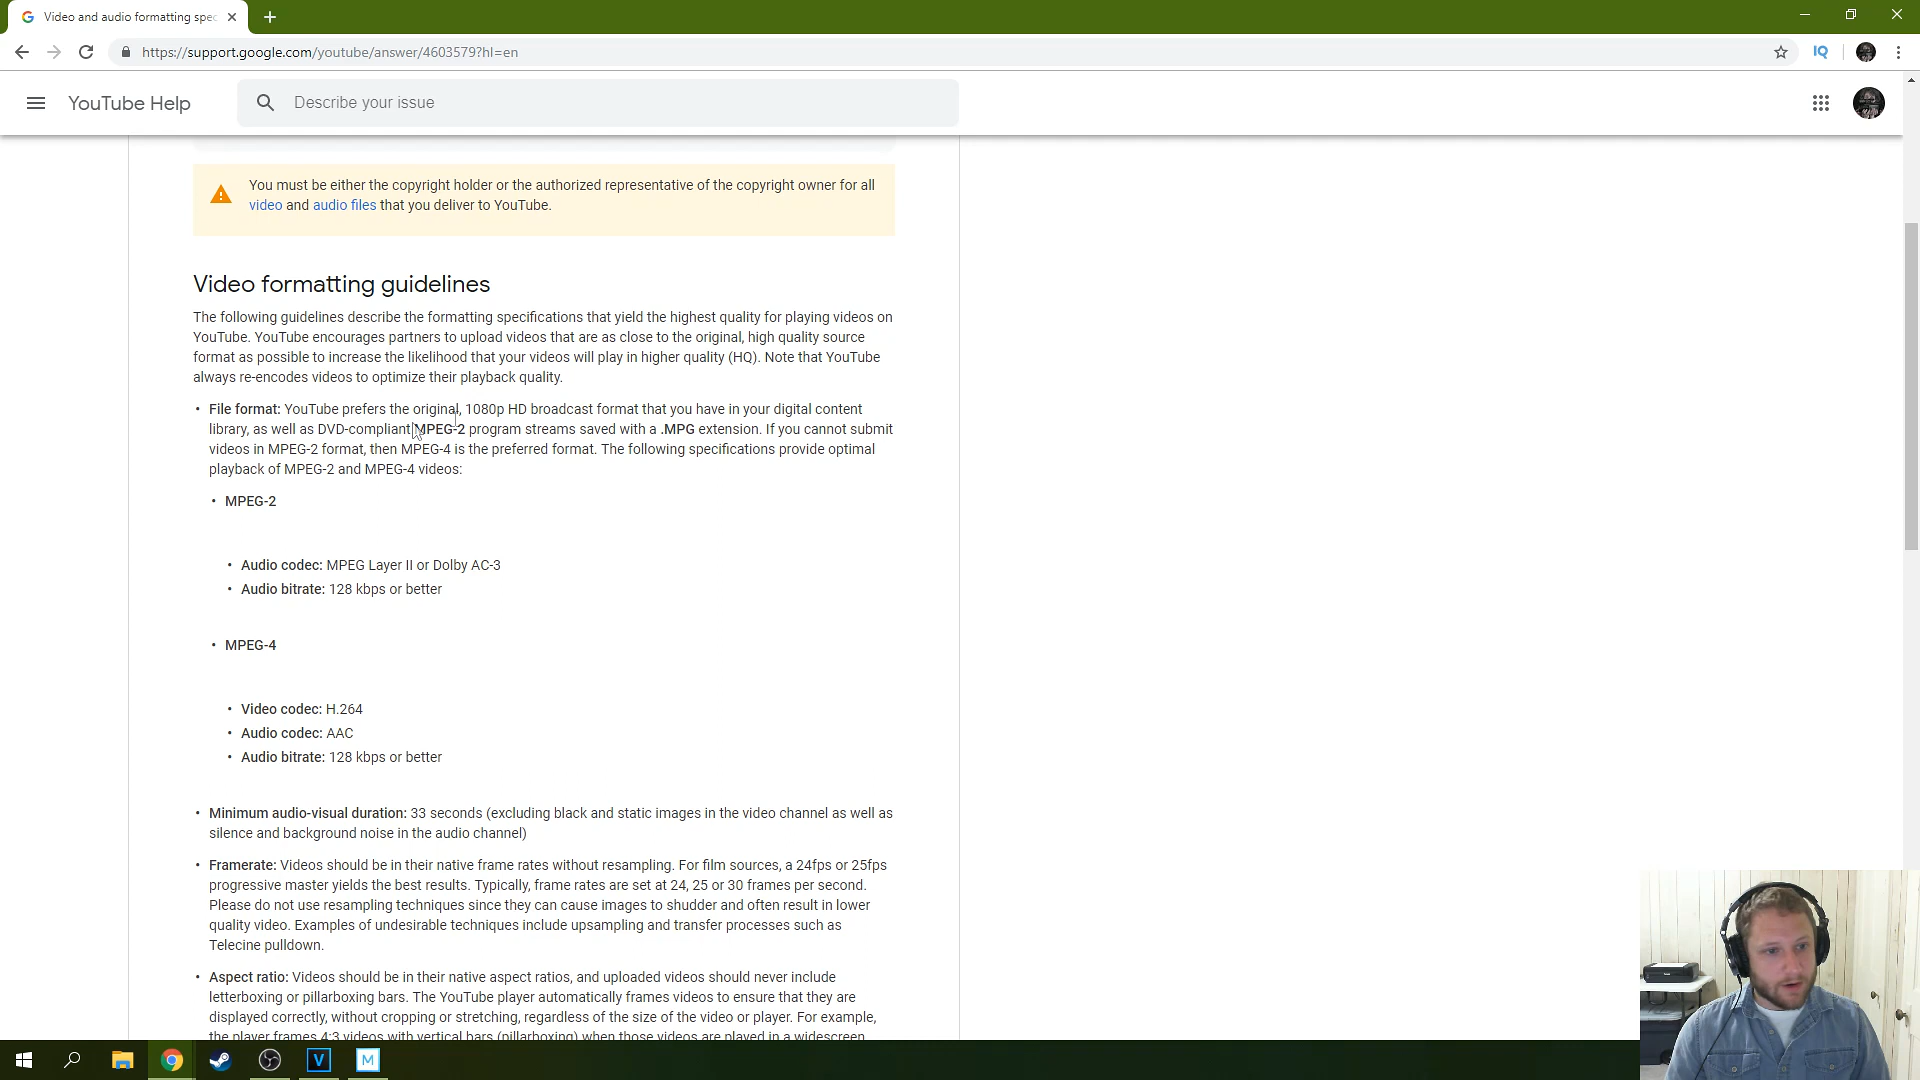 Video and audio formatting spec
https://support.google.com/youtube/answer/4603579?hl=en
IQ
YouTube Help
Describe your issue
You must be either the copyright holder or the authorized representative of the copyright owner for all
video and audio files that you deliver to YouTube.
Video formatting guidelines
The following guidelines describe the formatting specifications that yield the highest quality for playing videos on
YouTube. YouTube encourages partners to upload videos that are as close to the original, high quality source
format as possible to increase the likelihood that your videos will play in higher quality (HQ). Note that YouTube
always re-encodes videos to optimize their playback quality.
• File format: YouTube prefers the original, 1080p HD broadcast format that you have in your digital content
library, as well as DVD-compliant MPEG-2 program streams saved with a .MPG extension. If you cannot submit
videos in MPEG-2 format, then MPEG-4 is the preferred format. The following specifications provide optimal
playback of MPEG-2 and MPEG-4 videos:
• MPEG-2
• Audio codec: MPEG Layer II or Dolby AC-3
• Audio bitrate: 128 kbps or better
• MPEG-4
• Video codec: H.264
• Audio codec: AAC
• Audio bitrate: 128 kbps or better
• Minimum audio-visual duration: 33 seconds (excluding black and static images in the video channel as well as
silence and background noise in the audio channel)
• Framerate: Videos should be in their native frame rates without resampling. For film sources, a 24fps or 25fps
progressive master yields the best results. Typically, frame rates are set at 24, 25 or 30 frames per second.
Please do not use resampling techniques since they can cause images to shudder and often result in lower
quality video. Examples of undesirable techniques include upsampling and transfer processes such as
Telecine pulldown.
• Aspect ratio: Videos should be in their native aspect ratios, and uploaded videos should never include
letterboxing or pillarboxing bars. The YouTube player automatically frames videos to ensure that they are
displayed correctly, without cropping or stretching, regardless of the size of the video or player. For example,
the player frames 4:3 videos with vertical bars (pillarboxing) when those videos are played in a widescreen
V
M